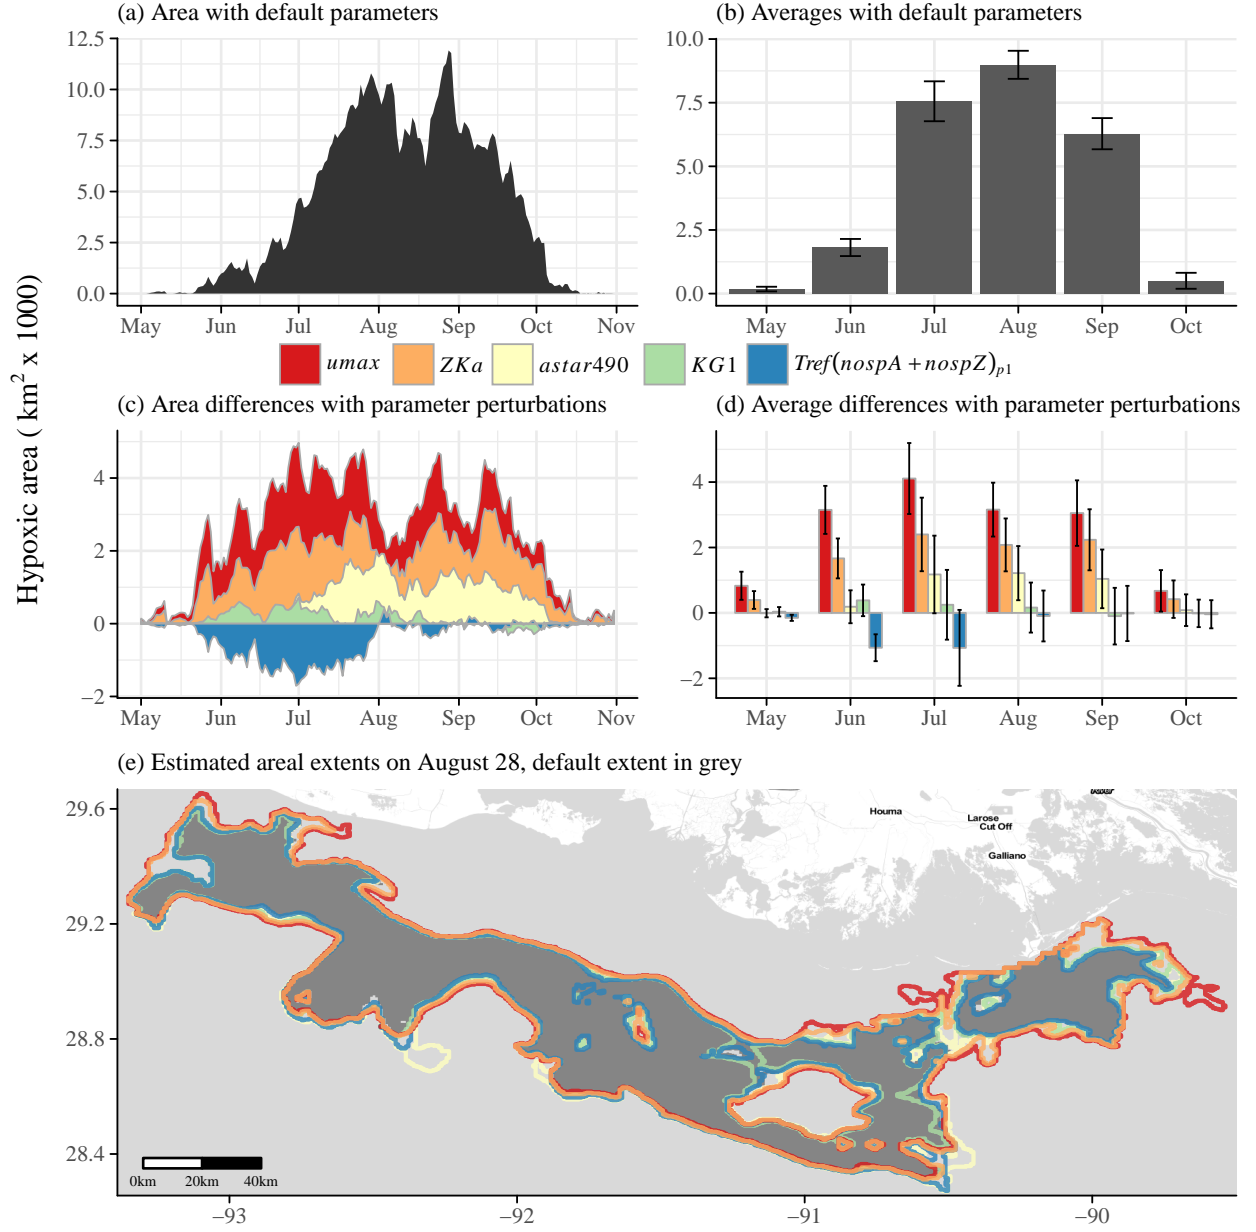 (a) Area with default parameters
(b) Averages with default parameters
12.5
10.0
7.5
5.0
2.5
0.0
May Jun Jul Aug Sep Oct Nov
10.0
7.5
5.0
2.5
0.0
May Jun Jul Aug Sep Oct
Hypoxic area ( km² x 1000)
umax ZKa astar490 KG1 Tref(nospA + nospZ)p1
(c) Area differences with parameter perturbations
(d) Average differences with parameter perturbations
4
2
0
−2
May Jun Jul Aug Sep Oct Nov
4
2
0
−2
May Jun Jul Aug Sep Oct
(e) Estimated areal extents on August 28, default extent in grey
29.6
29.2
28.8
28.4
Houma
Larose
Cut Off
Galliano
0km 20km 40km
−93 −92 −91 −90